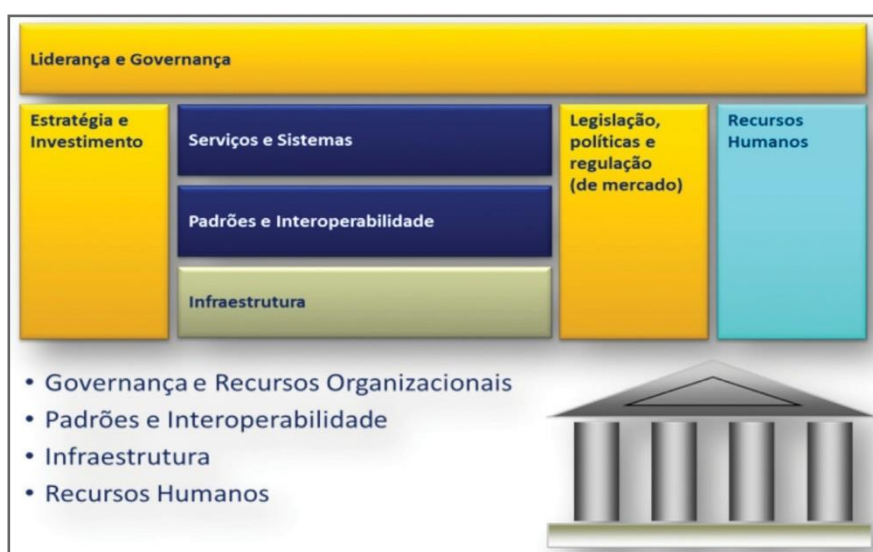 Liderança e Governança
Estratégia e
Investimento
Serviços e Sistemas
Padrões e Interoperabilidade
Infraestrutura
Legislação,
políticas e
regulação
(de mercado)
Recursos
Humanos
• Governança e Recursos Organizacionais
• Padrões e Interoperabilidade
• Infraestrutura
• Recursos Humanos